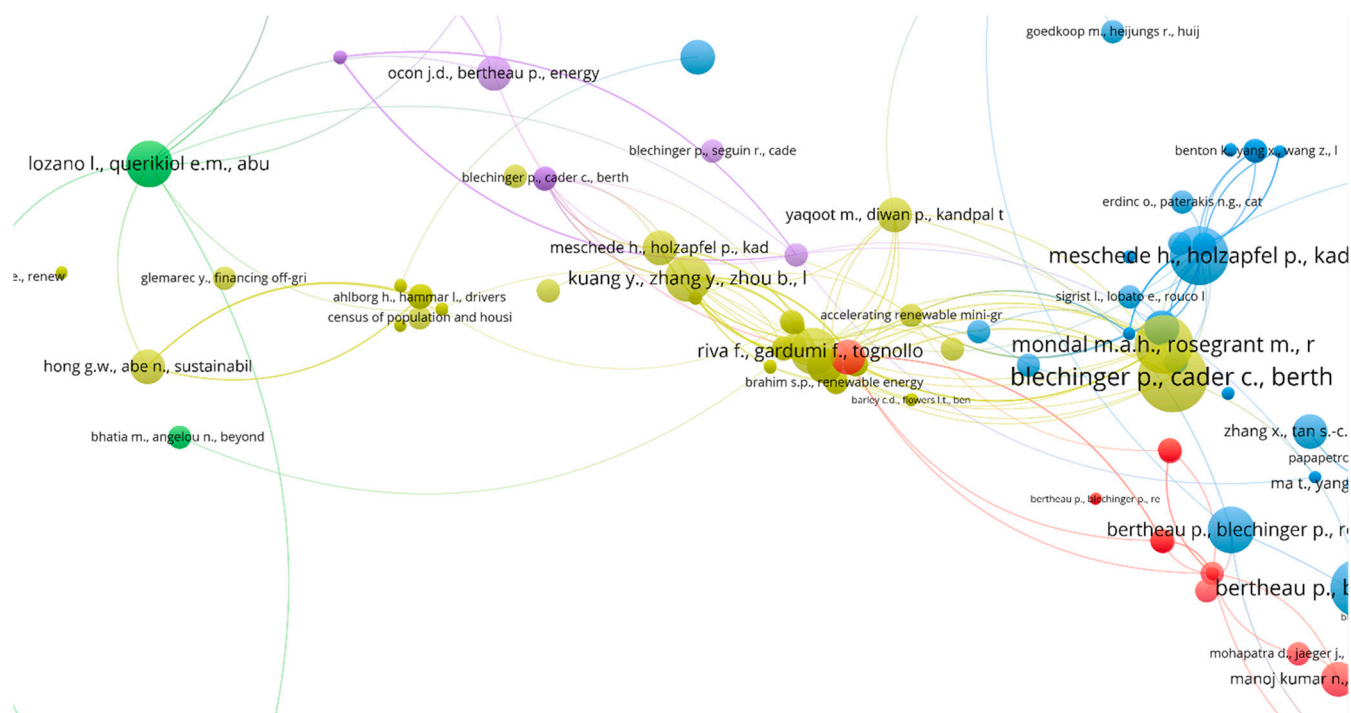 goedkoop m., heijungs r., huij
ocon j.d., bertheau p., energy
lozano l., querikiol e.m., abu
blechinger p., seguin r., cade
benton k., yang x., wang z., l
blechinger p., cader c., berth
erdinc o., paterakis n.g., cat
yaqoot m., diwan p., kandpal t
meschede h., holzapfel p., kad
meschede h., holzapfel p., kad
e., renew
glemarec y., financing off-gri
kuang y., zhang y., zhou b., l
ahlborg h., hammar l., drivers
sigrist l., lobato e., rouco l
census of population and housi
accelerating renewable mini-gr
mondal m.a.h., rosegrant m., r
riva f., gardumi f., tognollo
hong g.w., abe n., sustainabil
blechinger p., cader c., berth
brahim s.p., renewable energy
barley c.d., flowers l.t., ben
bhatia m., angelou n., beyond
zhang x., tan s.-c.
papapetro
ma t., yang
bertheau p., blechinger p., re
bertheau p., blechinger p., r
bertheau p., b
mohapatra d., jaeger j.,
manoj kumar n.,